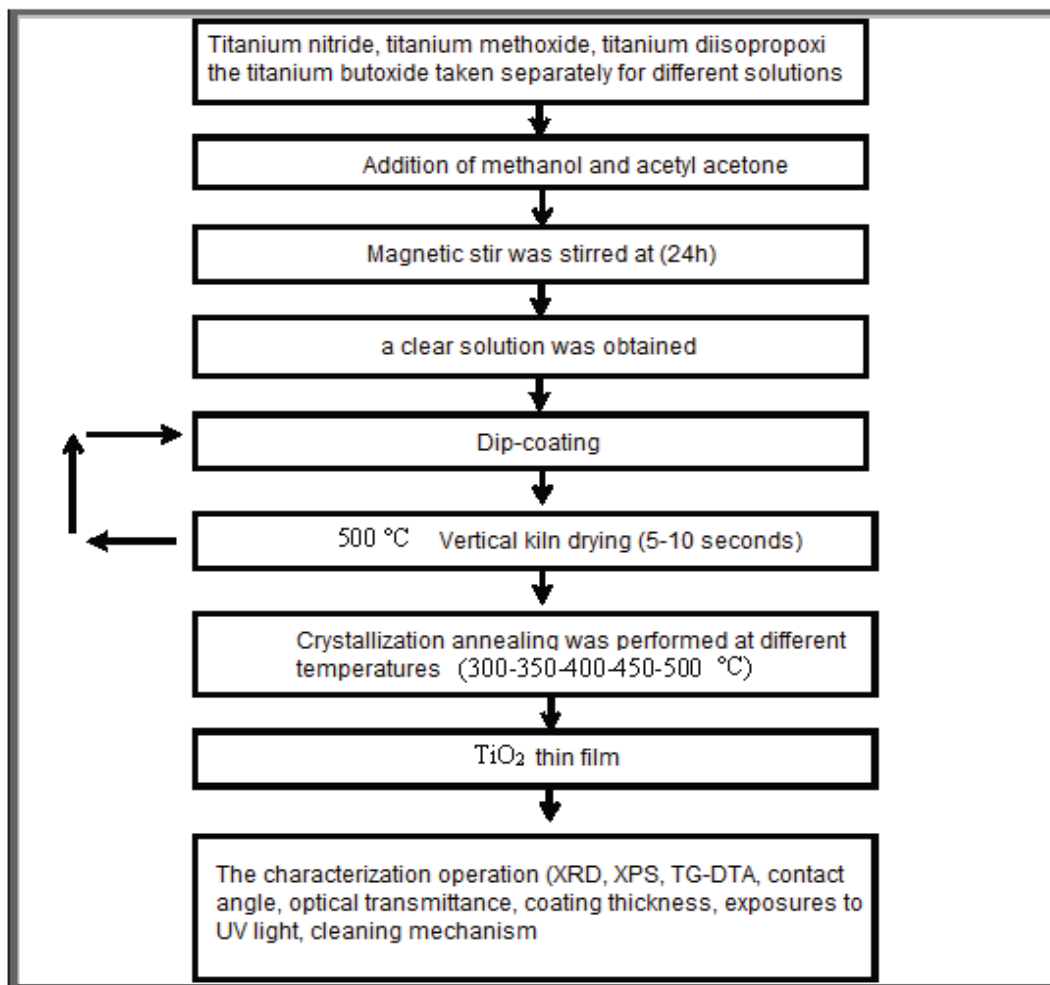 Titanium nitride, titanium methoxide, titanium diisopropoxi
the titanium butoxide taken separately for different solutions
Addition of methanol and acetyl acetone
Magnetic stir was stirred at (24h)
a clear solution was obtained
Dip-coating
500 °C Vertical kiln drying (5-10 seconds)
Crystallization annealing was performed at different
temperatures (300-350-400-450-500 °C)
TiO₂ thin film
The characterization operation (XRD, XPS, TG-DTA, contact
angle, optical transmittance, coating thickness, exposures to
UV light, cleaning mechanism